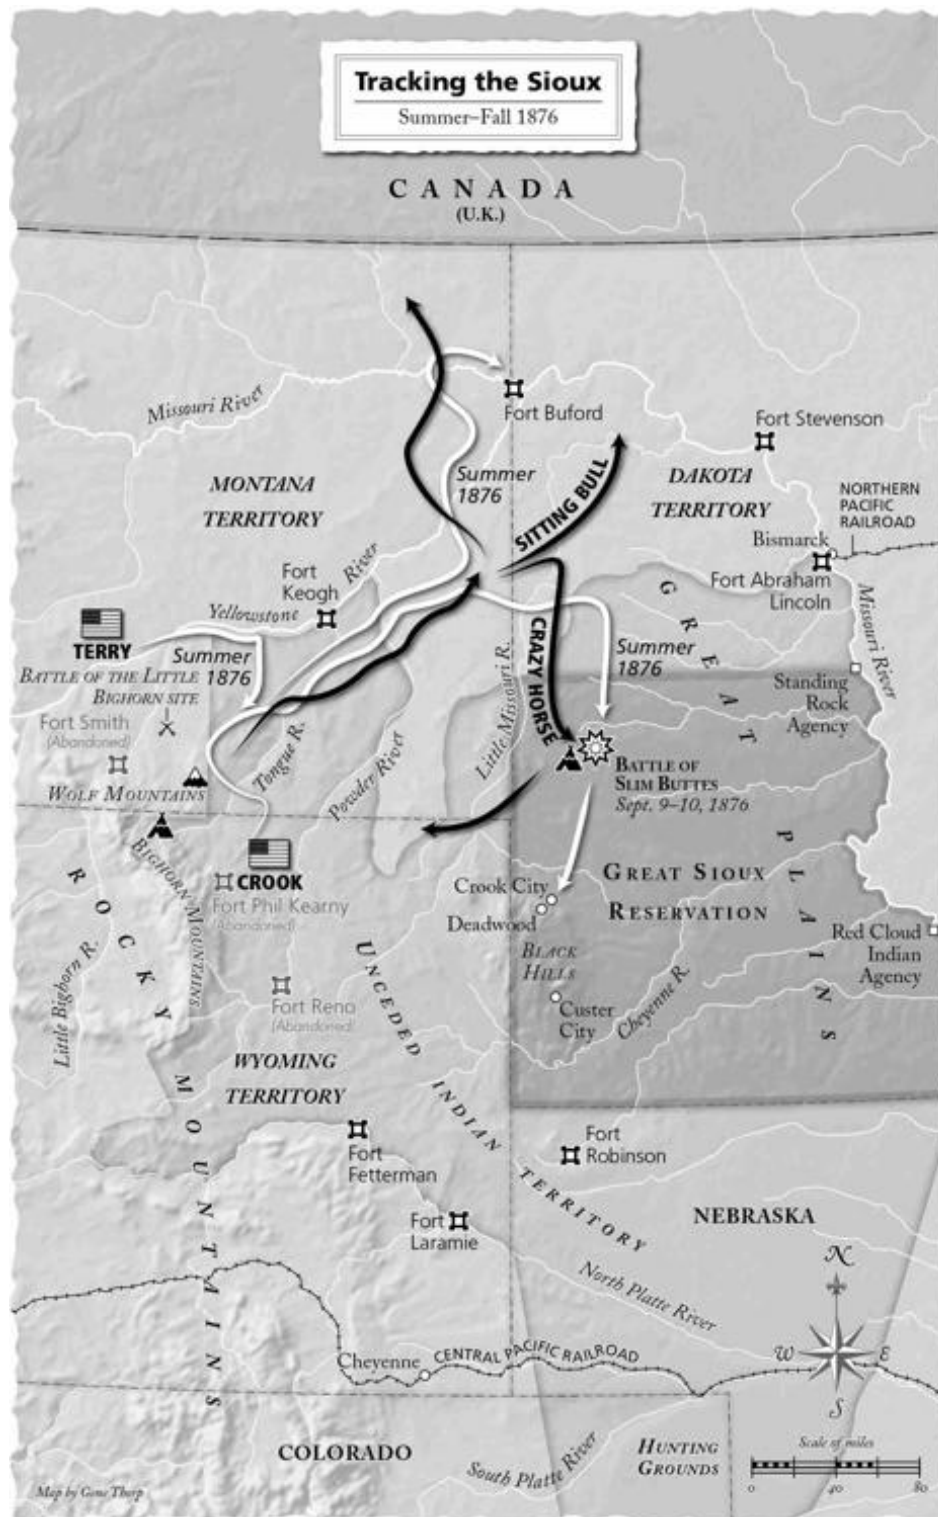 Tracking the Sioux
Summer–Fall 1876
CANADA
(U.K.)
Missouri River
Fort Buford
Fort Stevenson
Summer
1876
SITTING BULL
MONTANA
TERRITORY
DAKOTA
TERRITORY
NORTHERN
PACIFIC
RAILROAD
Bismarck
Fort Abraham
Lincoln
Missouri River
Fort
Keogh
Yellowstone River
TERRY
Summer
1876
BATTLE OF THE LITTLE
BIGHORN SITE
Fort Smith
(Abandoned)
WOLF MOUNTAINS
Tongue R.
Powder River
Little Missouri R.
CRAZY HORSE
Summer
1876
GREAT PLAINS
Standing
Rock
Agency
BATTLE OF
SLIM BUTTES
Sept. 9–10, 1876
BIGHORN MOUNTAINS
CROOK
Fort Phil Kearny
(Abandoned)
Crook City
Deadwood
GREAT SIOUX
RESERVATION
BLACK
HILLS
Red Cloud
Indian
Agency
Custer
City
Cheyenne R.
ROCKY MOUNTMINS
Little Bighorn R.
Fort Reno
(Abandoned)
UNCEDED INDIAN TERRITORY
WYOMING
TERRITORY
Fort
Fetterman
Fort
Robinson
Fort
Laramie
NEBRASKA
North Platte River
N
W
E
S
Cheyenne
CENTRAL PACIFIC RAILROAD
COLORADO
South Platte River
HUNTING
GROUNDS
Scale of miles
0 40 80
Map by Gene Thorp